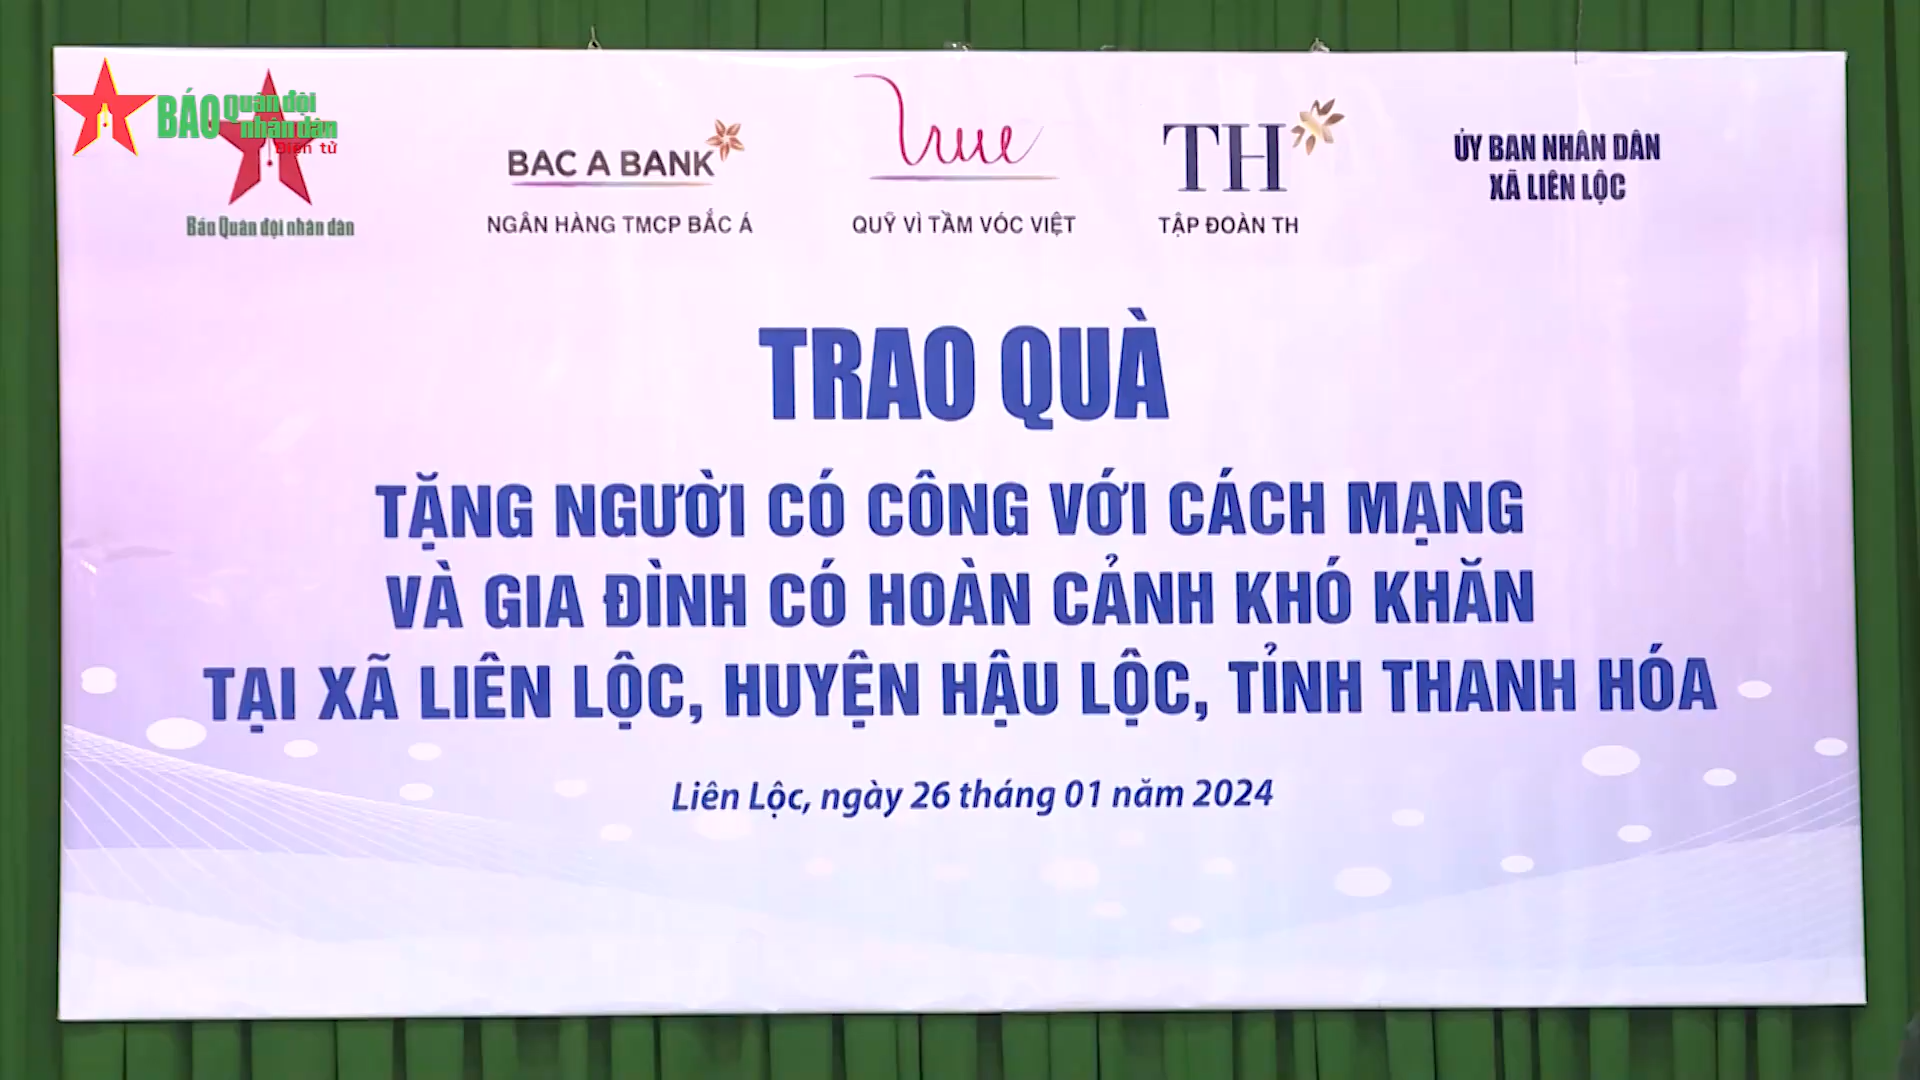 BÁO Quân đội
nhân dân
Điện tử
Báo Quân đội nhân dân
BAC A BANK
NGÂN HÀNG TMCP BẮC Á
True
QUỸ VÌ TẦM VÓC VIỆT
TH
TẬP ĐOÀN TH
ỦY BAN NHÂN DÂN
XÃ LIÊN LỘC
TRAO QUÀ
TẶNG NGƯỜI CÓ CÔNG VỚI CÁCH MẠNG
VÀ GIA ĐÌNH CÓ HOÀN CẢNH KHÓ KHĂN
TẠI XÃ LIÊN LỘC, HUYỆN HẬU LỘC, TỈNH THANH HÓA
Liên Lộc, ngày 26 tháng 01 năm 2024